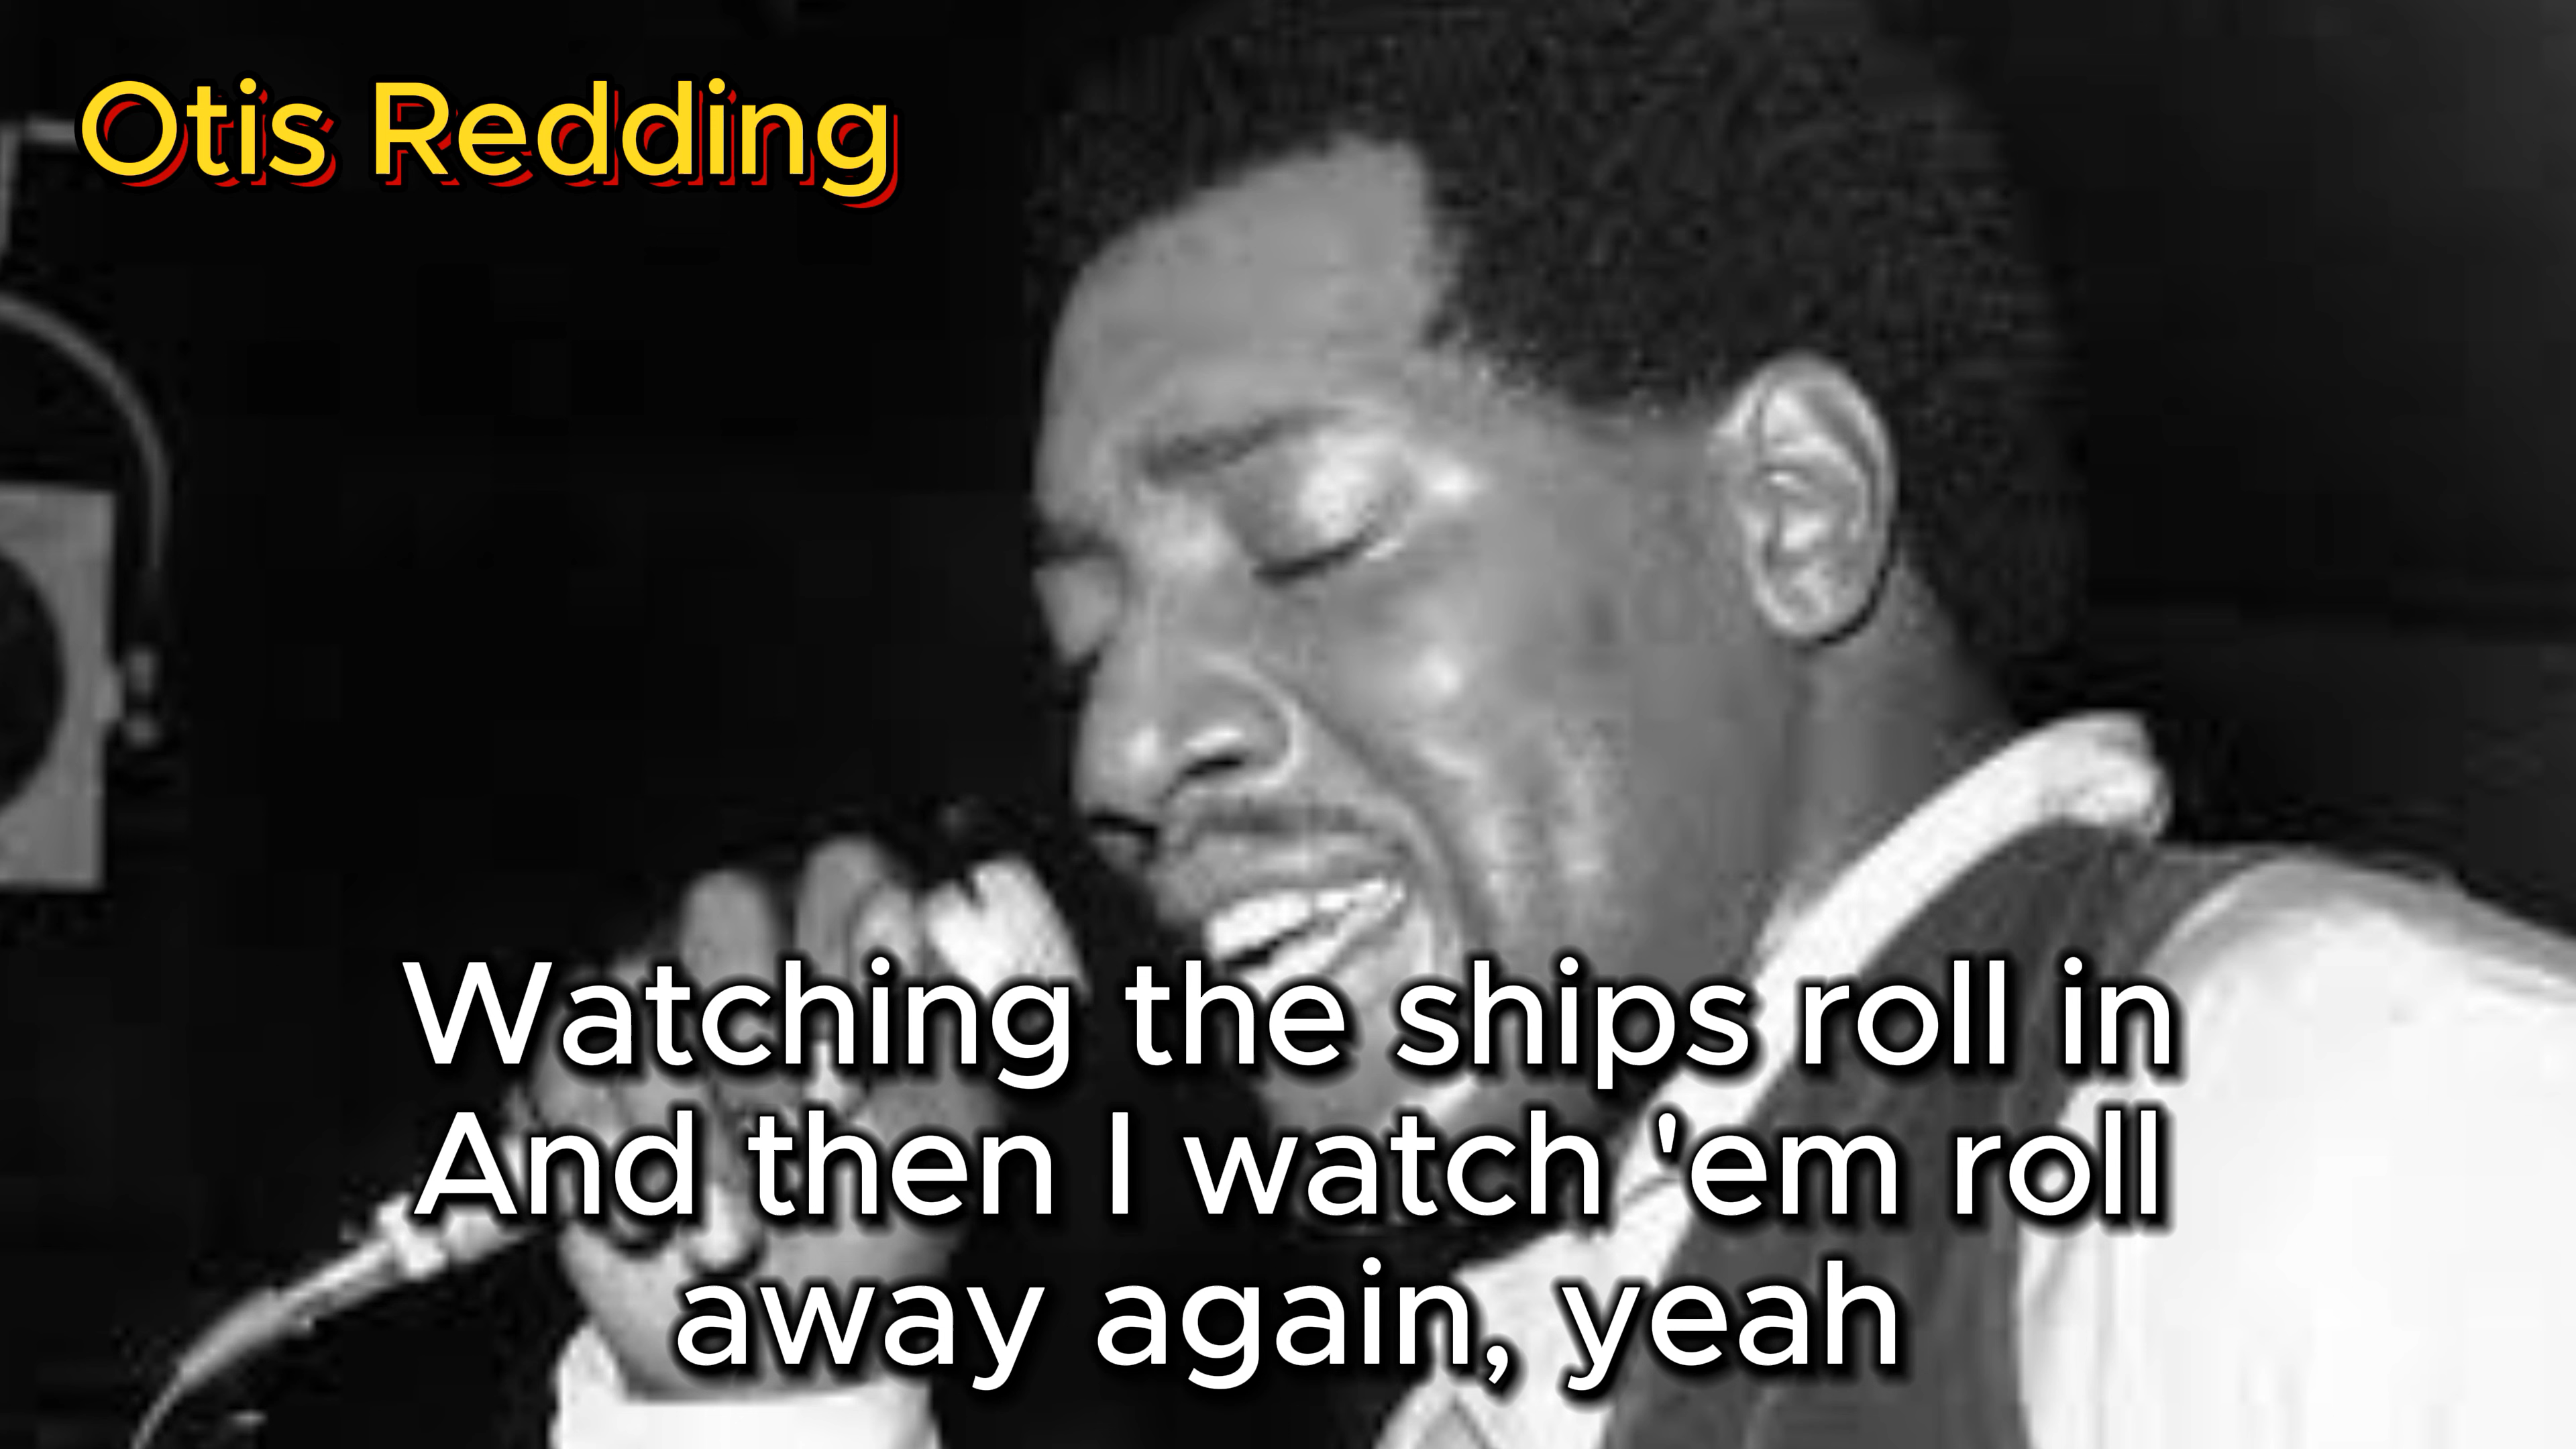 Otis Redding
Watching the ships roll in
And then I watch 'em roll
away again, yeah